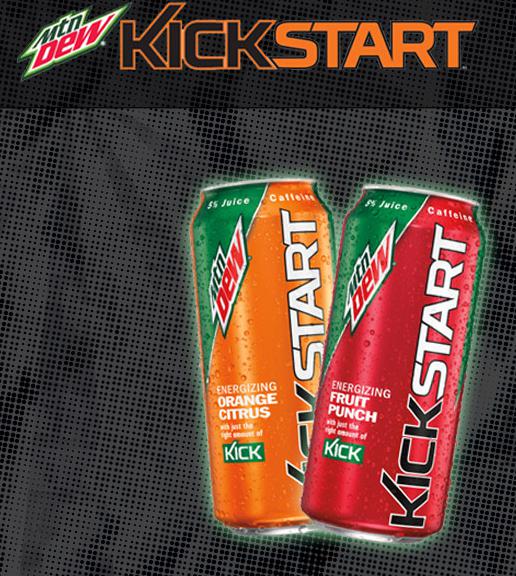 Mtn
DEW
KICKSTART
5% Juice
Caffeine
Mtn
DEW
KICKSTART
ENERGIZING
ORANGE
CITRUS
with just the
right amount of
KICK
5% Juice
Caffeine
Mtn
DEW
KICKSTART
ENERGIZING
FRUIT
PUNCH
with just the
right amount of
KICK